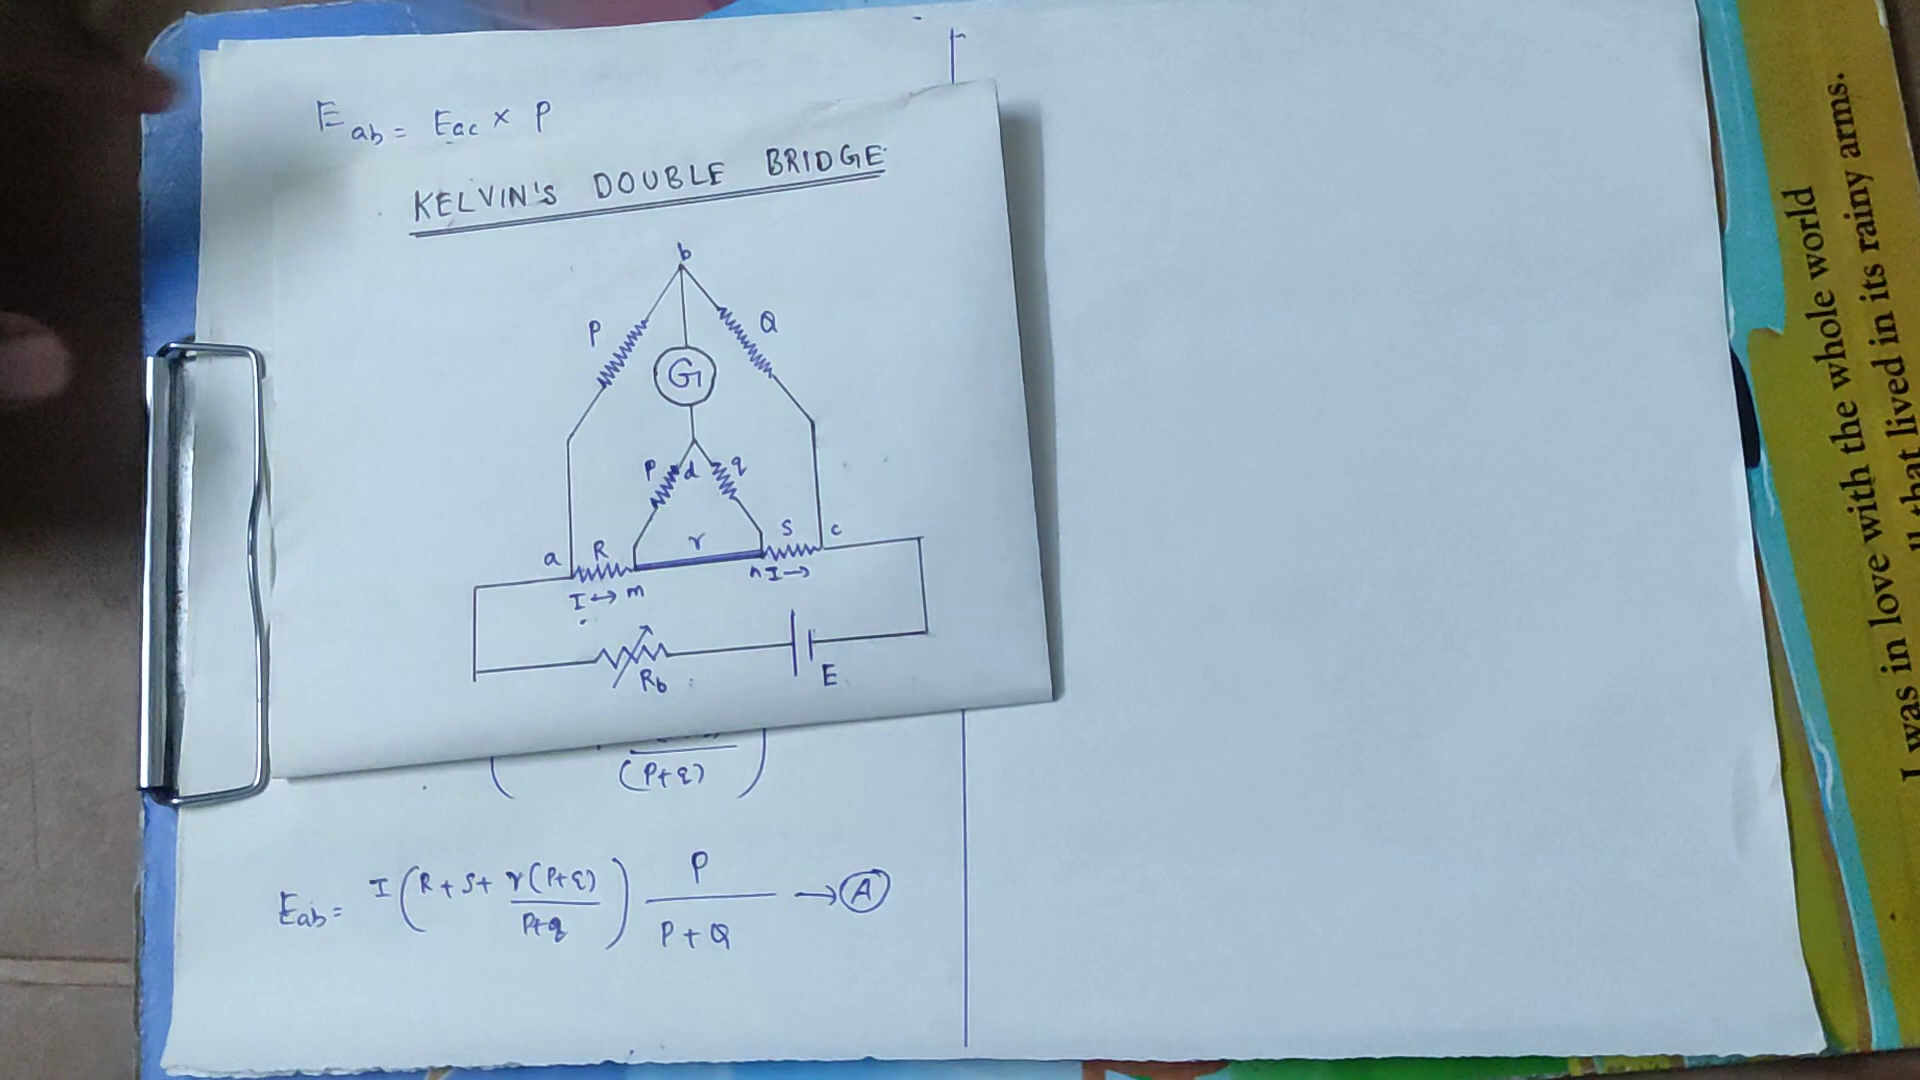 E ab = Eac × P
KELVIN'S DOUBLE BRIDGE
b
P
Q
G
P d q
a R r S c
I → m n I →
Rb E
(P+q)
Eab = I (R + S + r(P+q) / P+q) P / P + Q → A
I was in love with the whole world
that lived in its rainy arms.